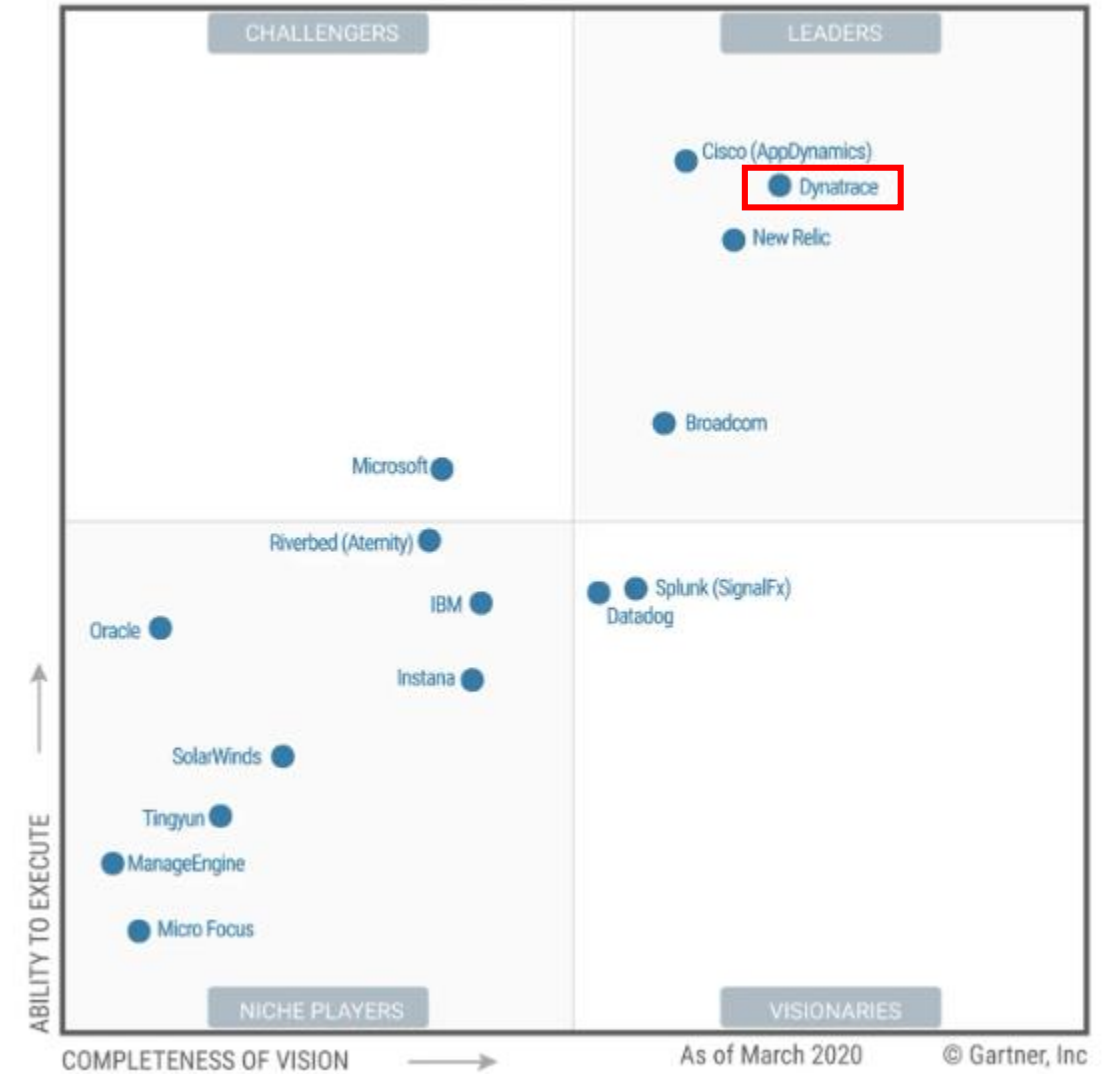 CHALLENGERS
LEADERS
Cisco (AppDynamics)
Dynatrace
New Relic
Broadcom
Microsoft
Riverbed (Aternity)
IBM
Splunk (SignalFx)
Datadog
Oracle
Instana
SolarWinds
Tingyun
ManageEngine
Micro Focus
NICHE PLAYERS
VISIONARIES
ABILITY TO EXECUTE
COMPLETENESS OF VISION
As of March 2020
© Gartner, Inc